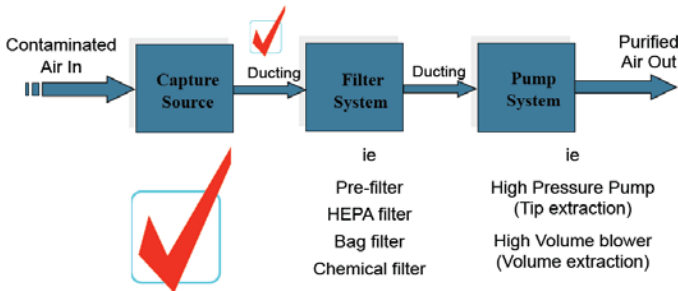 Contaminated
Air In
Capture
Source
Ducting
Filter
System
Ducting
Pump
System
Purified
Air Out
ie
Pre-filter
HEPA filter
Bag filter
Chemical filter
ie
High Pressure Pump
(Tip extraction)
High Volume blower
(Volume extraction)